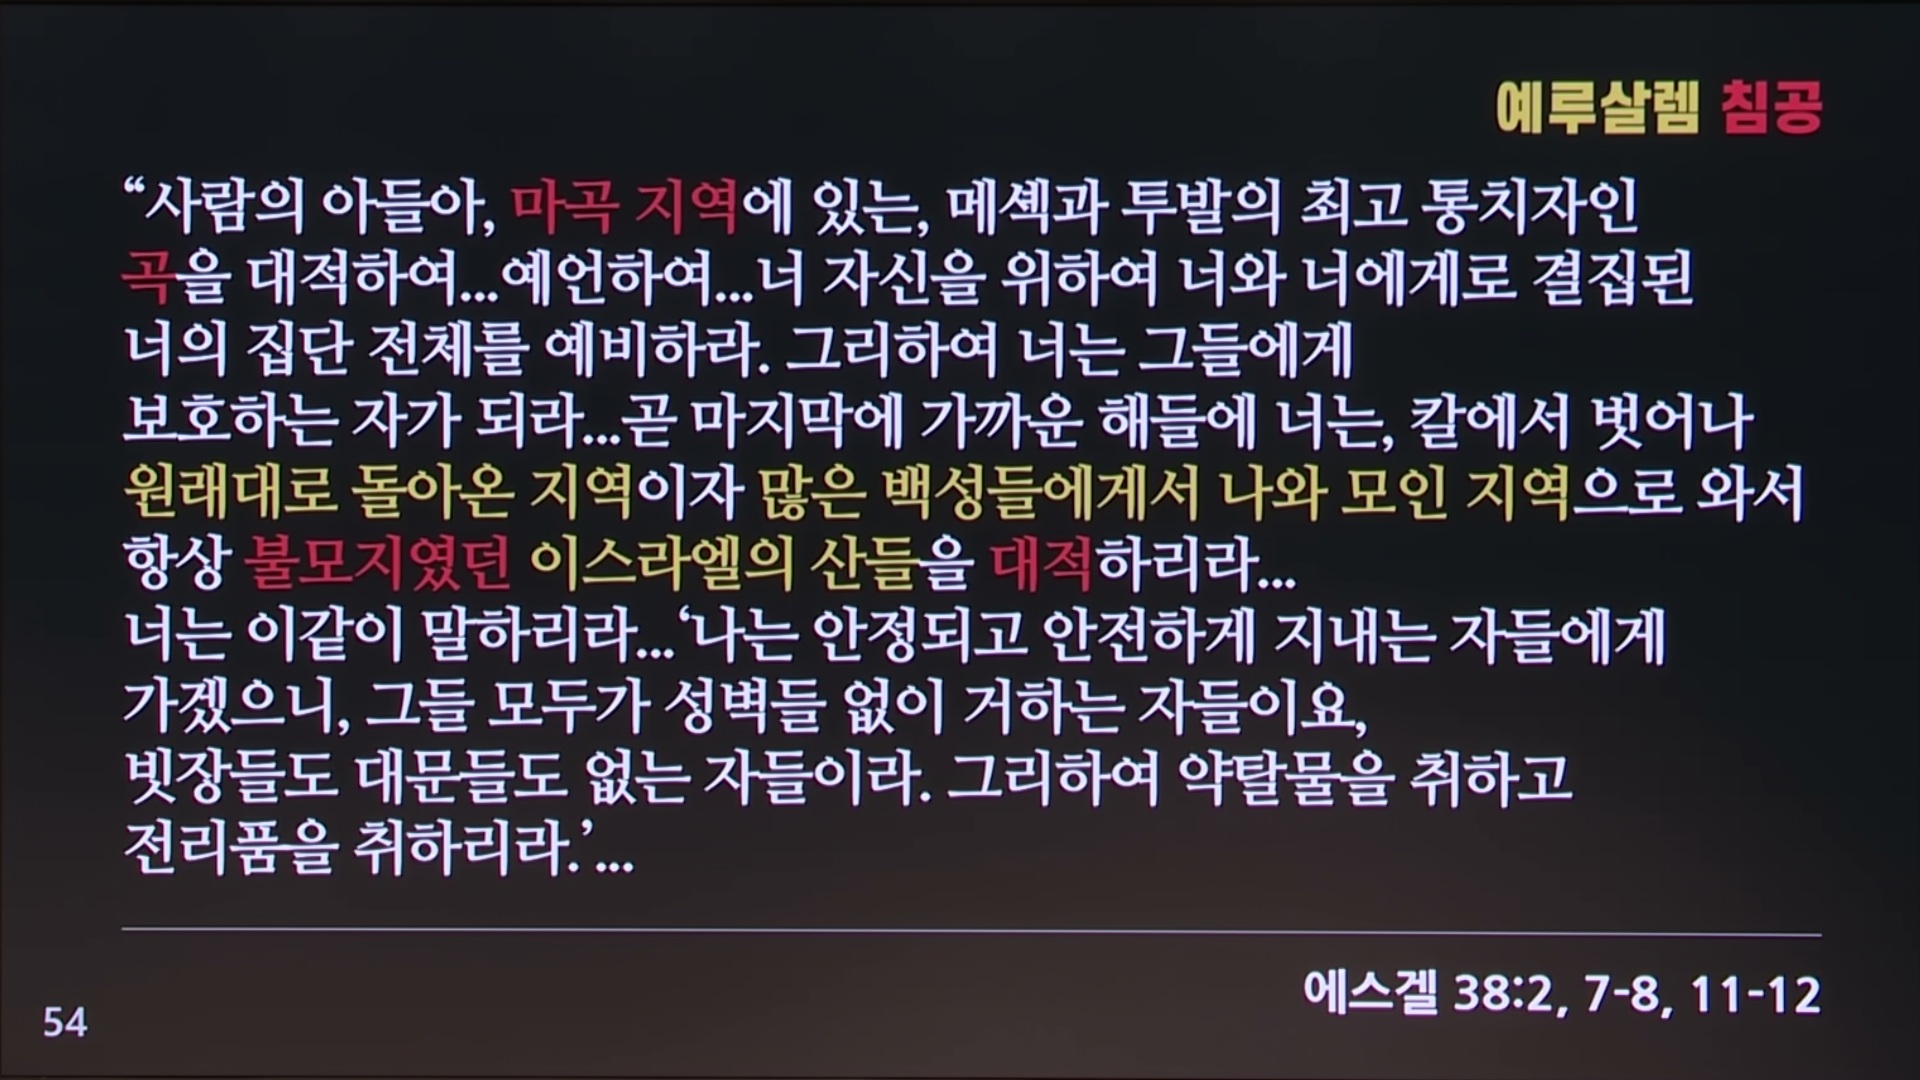 예루살렘 침공
“사람의 아들아, 마곡 지역에 있는, 메셱과 투발의 최고 통치자인
곡을 대적하여...예언하여...너 자신을 위하여 너와 너에게로 결집된
너의 집단 전체를 예비하라. 그리하여 너는 그들에게
보호하는 자가 되라...곧 마지막에 가까운 해들에 너는, 칼에서 벗어나
원래대로 돌아온 지역이자 많은 백성들에게서 나와 모인 지역으로 와서
항상 불모지였던 이스라엘의 산들을 대적하리라...
너는 이같이 말하리라...‘나는 안정되고 안전하게 지내는 자들에게
가겠으니, 그들 모두가 성벽들 없이 거하는 자들이요,
빗장들도 대문들도 없는 자들이라. 그리하여 약탈물을 취하고
전리품을 취하리라.’...
에스겔 38:2, 7-8, 11-12
54